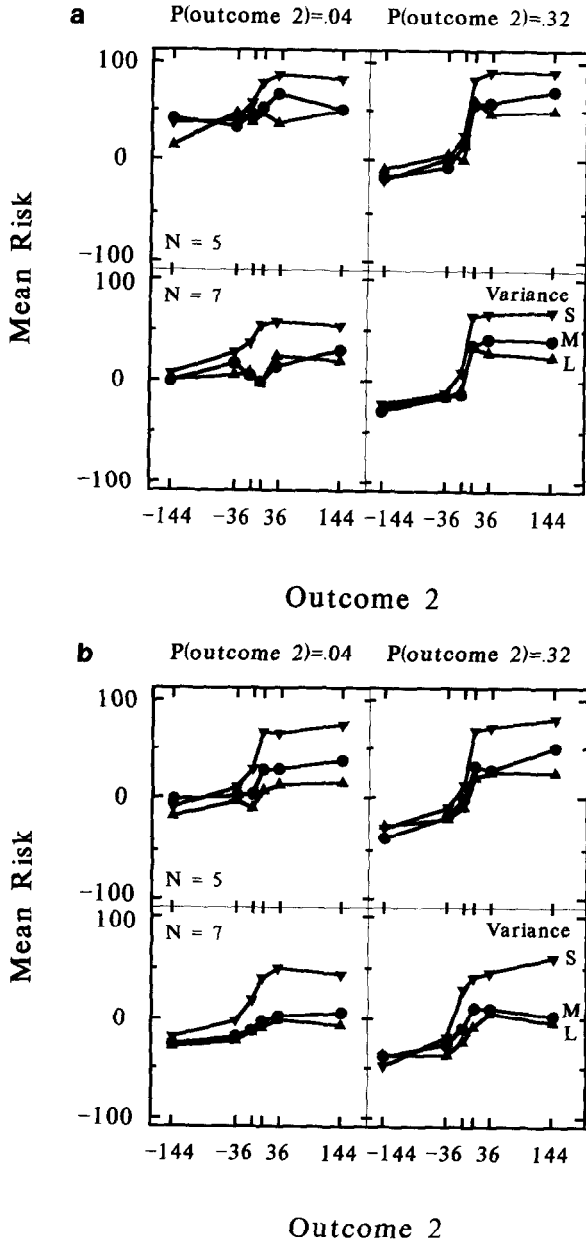 a
P(outcome 2)=.04 P(outcome 2)=.32
100
0
-100
N = 5
100
0
-100
N = 7
Variance
S
M
L
Mean Risk
-144 -36 36 144 -144 -36 36 144
Outcome 2
b
P(outcome 2)=.04 P(outcome 2)=.32
100
0
-100
N = 5
100
0
-100
N = 7
Variance
S
M
L
Mean Risk
-144 -36 36 144 -144 -36 36 144
Outcome 2